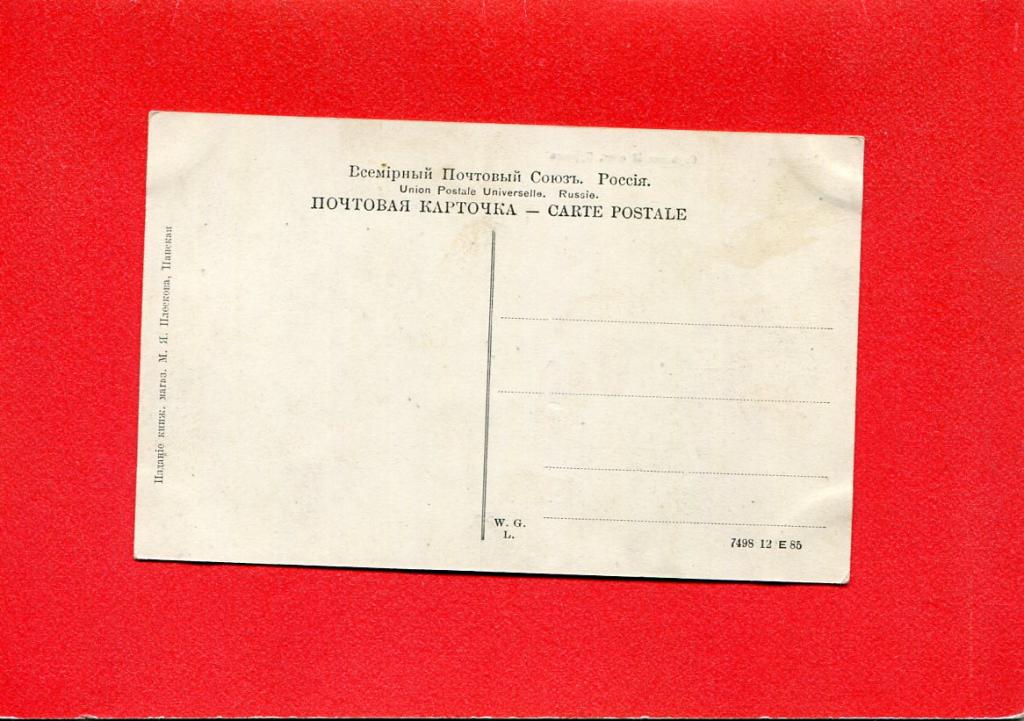 Всемірный Почтовый Союзъ. Россія.
Union Postale Universelle. Russie.
ПОЧТОВАЯ КАРТОЧКА — CARTE POSTALE
Изданіе книж. магаз. М. Я. Плескова, Панская
W. G.
L.
7498 12 E 85